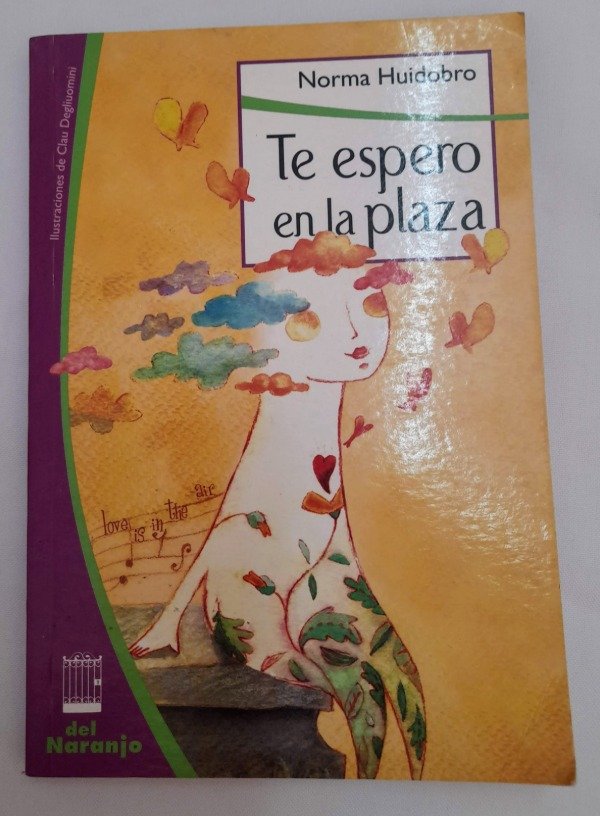 Norma Huidobro
Te espero
en la plaza
Ilustraciones de Clau Degliuomini
love is in the air
del
Naranjo